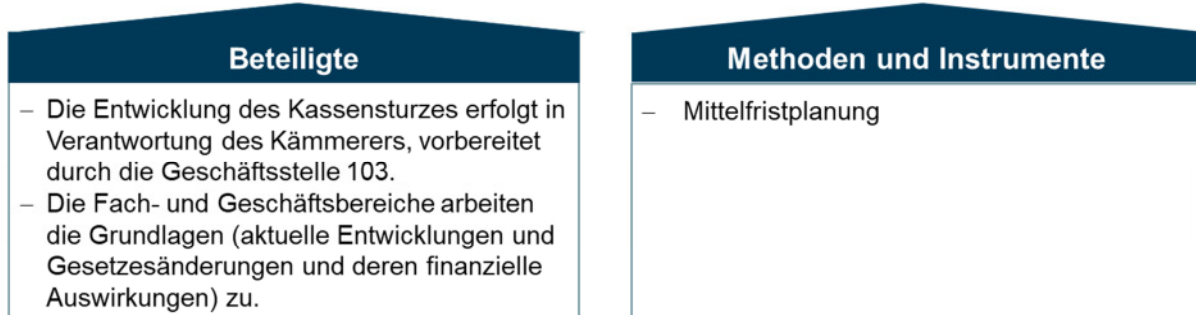 Beteiligte
– Die Entwicklung des Kassensturzes erfolgt in
Verantwortung des Kämmerers, vorbereitet
durch die Geschäftsstelle 103.
– Die Fach- und Geschäftsbereiche arbeiten
die Grundlagen (aktuelle Entwicklungen und
Gesetzesänderungen und deren finanzielle
Auswirkungen) zu.
Methoden und Instrumente
– Mittelfristplanung